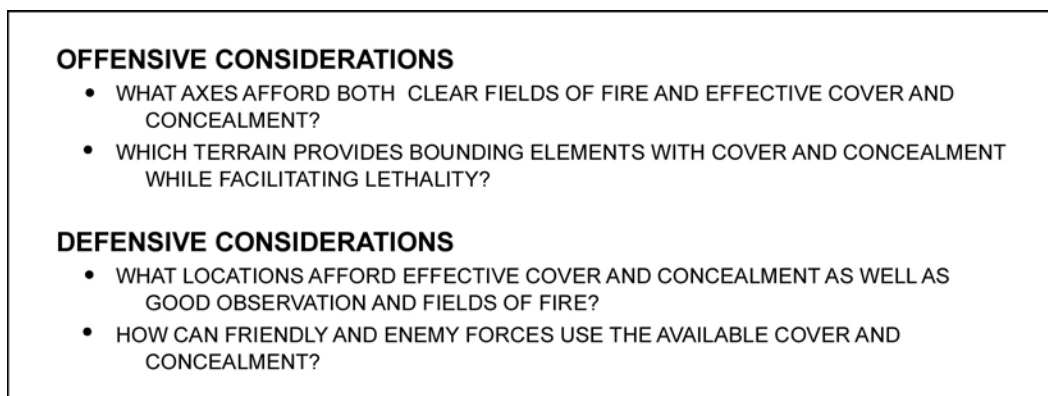 OFFENSIVE CONSIDERATIONS
• WHAT AXES AFFORD BOTH CLEAR FIELDS OF FIRE AND EFFECTIVE COVER AND
CONCEALMENT?
• WHICH TERRAIN PROVIDES BOUNDING ELEMENTS WITH COVER AND CONCEALMENT
WHILE FACILITATING LETHALITY?
DEFENSIVE CONSIDERATIONS
• WHAT LOCATIONS AFFORD EFFECTIVE COVER AND CONCEALMENT AS WELL AS
GOOD OBSERVATION AND FIELDS OF FIRE?
• HOW CAN FRIENDLY AND ENEMY FORCES USE THE AVAILABLE COVER AND
CONCEALMENT?